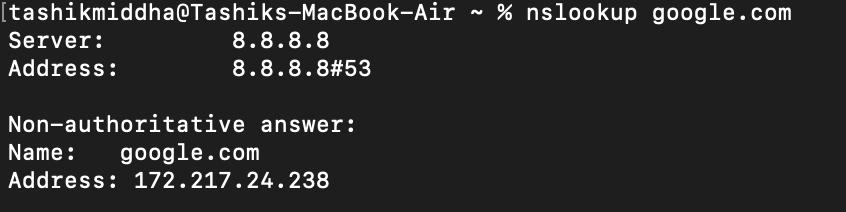 [tashikmiddha@Tashiks-MacBook-Air ~ % nslookup google.com
Server:		8.8.8.8
Address:	8.8.8.8#53

Non-authoritative answer:
Name:	google.com
Address: 172.217.24.238